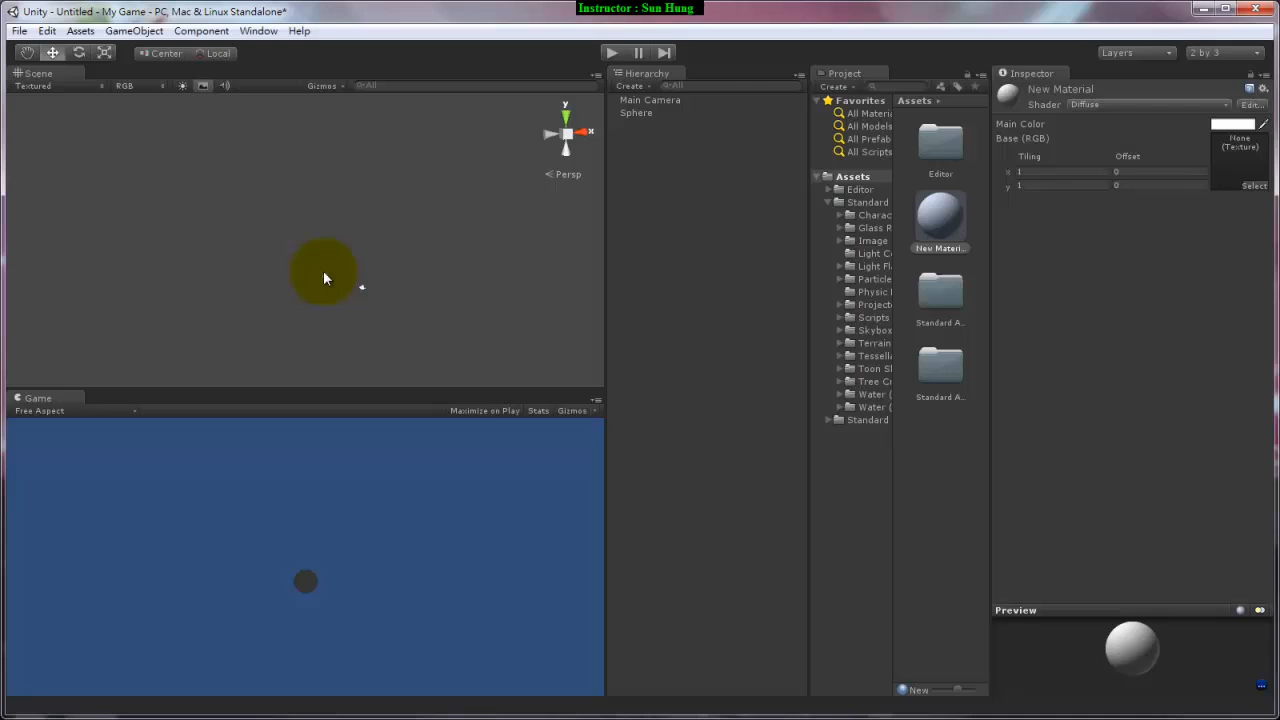 Unity - Untitled - My Game - PC, Mac & Linux Standalone*
Instructor : Sun Hung
File Edit Assets GameObject Component Window Help
Center Local
Layers
2 by 3
Scene
Textured RGB Gizmos All
y
x
Persp
Game
Free Aspect Maximize on Play Stats Gizmos
Hierarchy
Create All
Main Camera
Sphere
Project
Create
Favorites
All Materi
All Models
All Prefab
All Scripts
Assets
Editor
Standard
Charac
Glass R
Image
Light Co
Light Fl
Particle
Physic
Project
Scripts
Skybox
Terrain
Tessella
Toon S
Tree Cr
Water (
Water (
Standard
Assets
Editor
New Materi...
Standard A...
Standard A...
New
Inspector
New Material
Shader Diffuse Edit...
Main Color
Base (RGB)
None
(Texture)
Tiling Offset
x 1 0
y 1 0
Select
Preview